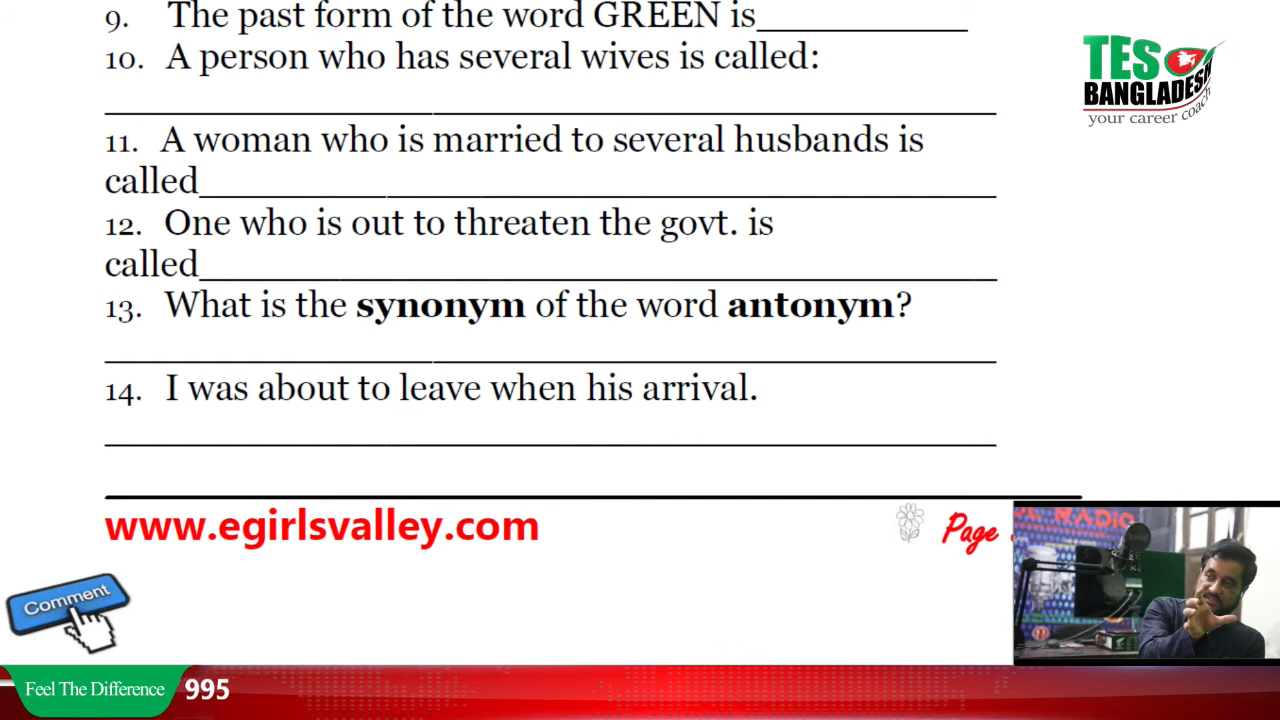 9. The past form of the word GREEN is___________
10. A person who has several wives is called:
11. A woman who is married to several husbands is
called
12. One who is out to threaten the govt. is
called
13. What is the synonym of the word antonym?
14. I was about to leave when his arrival.
www.egirlsvalley.com
Page
TES
BANGLADESH
your career coach
RADIO
Comment
Feel The Difference 995